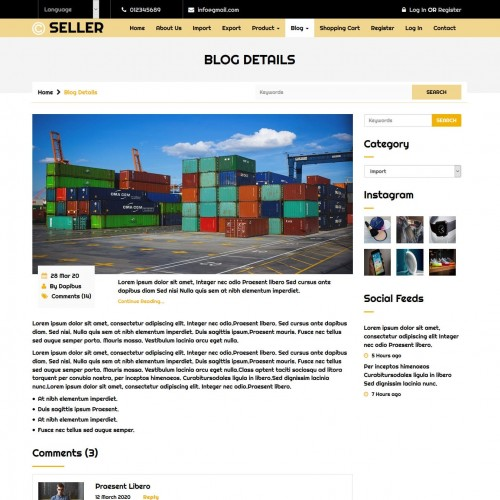 Language
012345689
info@gmail.com
Log In OR Register
SELLER
Home About Us Import Export Product Blog Shopping Cart Register Log In Contact
BLOG DETAILS
Home > Blog Details
Keywords
SEARCH
28 Mar 20
By Dapibus
Comments (14)
Lorem ipsum dolor sit amet, Integer nec odio Praesent libero Sed cursus ante
dapibus diam Sed nisi Nulla quis sem at nibh elementum imperdiet.
Continue Reading...
Lorem ipsum dolor sit amet, consectetur adipiscing elit. Integer nec odio.Praesent libero. Sed cursus ante dapibus
diam. Sed nisi. Nulla quis sem at nibh elementum imperdiet. Duis sagittis ipsum.Praesent mauris. Fusce nec tellus sed
augue semper porta. Mauris massa. Vestibulum lacinia arcu eget nulla.
Lorem ipsum dolor sit amet, consectetur adipiscing elit. Integer nec odio.Praesent libero. Sed cursus ante dapibus
diam. Sed nisi. Nulla quis sem at nibh elementum imperdiet. Duis sagittis ipsum.Praesent mauris. Fusce nec tellus sed
augue semper porta. Mauris massa. Vestibulum lacinia arcu eget nulla.Class aptent taciti sociosqu ad litora
torquent per conubia nostra, per inceptos himenaeos. Curabitursodales ligula in libero.Sed dignissim lacinia
nunc.Lorem ipsum dolor sit amet, consectetur adipiscing elit. Integer nec odio.Praesent libero.
At nibh elementum imperdiet.
Duis sagittis ipsum Praesent.
At nibh elementum imperdiet.
Fusce nec tellus sed augue semper.
Comments (3)
Praesent Libero
12 March 2020 Reply
Keywords
SEARCH
Category
Import
Instagram
Social Feeds
Lorem ipsum dolor sit amet,
consectetur adipiscing elit.
Integer nec odio. Praesent
libero.
5 Hours ago
Per inceptos himenaeos
Curabitursodales ligula in libero
Sed dignissim lacinia nunc.
7 Hours ago